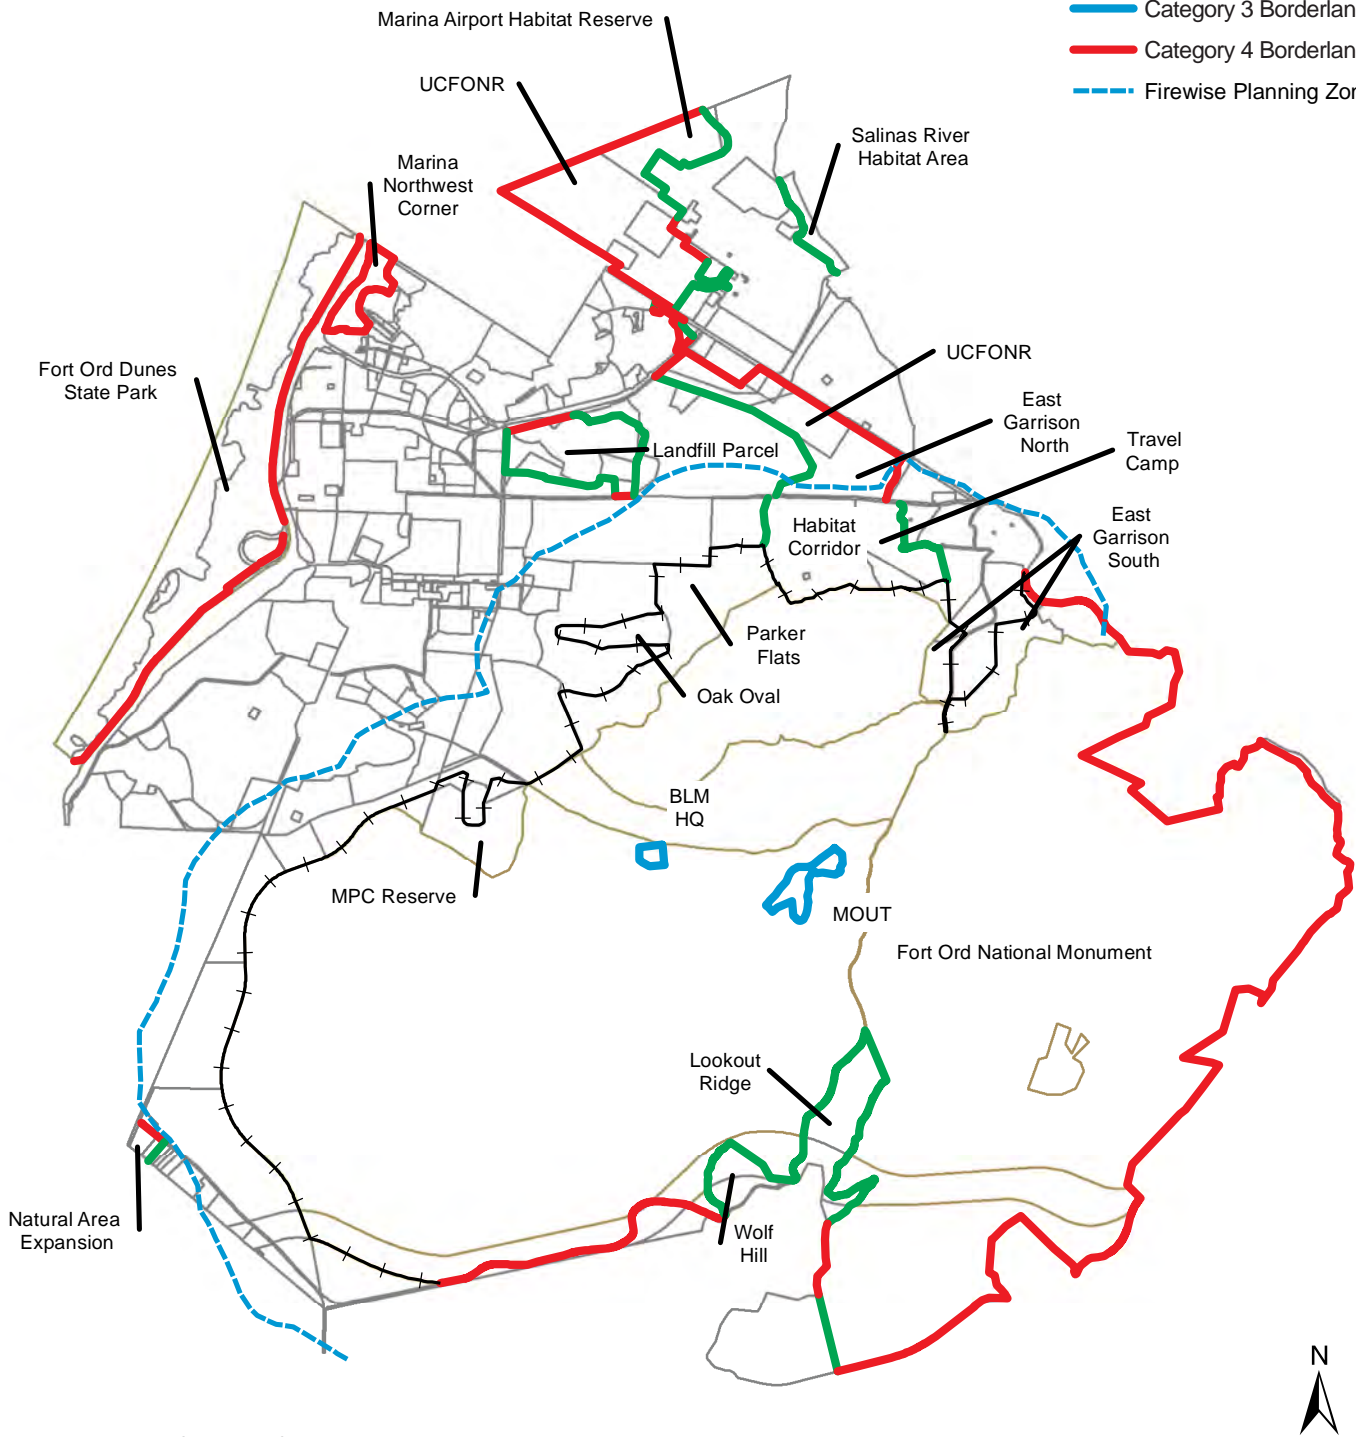 Category 3 Borderlan
Marina Airport Habitat Reserve
Category 4 Borderlan
UCFONR
Firewise Planning Zo
Salinas River
Habitat Area
Marina
Northwest
Corner
Fort Ord Dunes
State Park
UCFONR
East
Garrison
North
Travel
Camp
Landfill Parcel
Habitat
Corridor
East
Garrison
South
Parker
Flats
Oak Oval
BLM
HQ
MPC Reserve
MOUT
Fort Ord National Monument
Lookout
Ridge
Natural Area
Expansion
Wolf
Hill
N